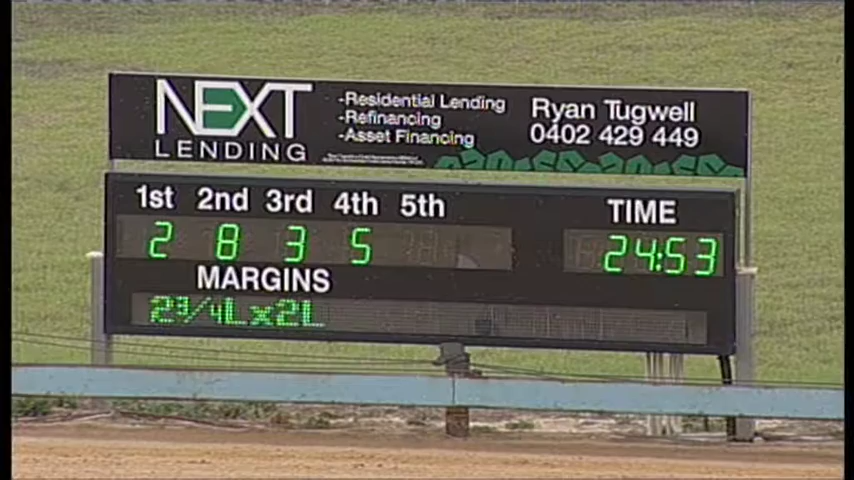 NEXT
LENDING
-Residential Lending
-Refinancing
-Asset Financing
Ryan Tugwell
0402 429 449
1st 2nd 3rd 4th 5th
TIME
2 8 3 5
24:53
MARGINS
2¾Lx2L